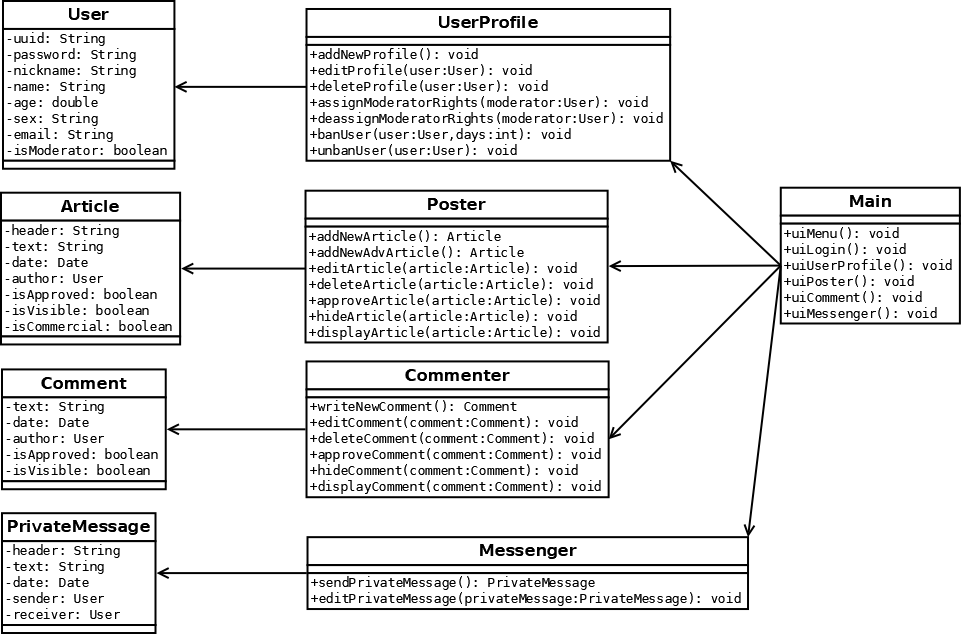 User
-uuid: String
-password: String
-nickname: String
-name: String
-age: double
-sex: String
-email: String
-isModerator: boolean
UserProfile
+addNewProfile(): void
+editProfile(user:User): void
+deleteProfile(user:User): void
+assignModeratorRights(moderator:User): void
+deassignModeratorRights(moderator:User): void
+banUser(user:User,days:int): void
+unbanUser(user:User): void
Article
-header: String
-text: String
-date: Date
-author: User
-isApproved: boolean
-isVisible: boolean
-isCommercial: boolean
Poster
+addNewArticle(): Article
+addNewAdvArticle(): Article
+editArticle(article:Article): void
+deleteArticle(article:Article): void
+approveArticle(article:Article): void
+hideArticle(article:Article): void
+displayArticle(article:Article): void
Main
+uiMenu(): void
+uiLogin(): void
+uiUserProfile(): void
+uiPoster(): void
+uiComment(): void
+uiMessenger(): void
Comment
-text: String
-date: Date
-author: User
-isApproved: boolean
-isVisible: boolean
Commenter
+writeNewComment(): Comment
+editComment(comment:Comment): void
+deleteComment(comment:Comment): void
+approveComment(comment:Comment): void
+hideComment(comment:Comment): void
+displayComment(comment:Comment): void
PrivateMessage
-header: String
-text: String
-date: Date
-sender: User
-receiver: User
Messenger
+sendPrivateMessage(): PrivateMessage
+editPrivateMessage(privateMessage:PrivateMessage): void